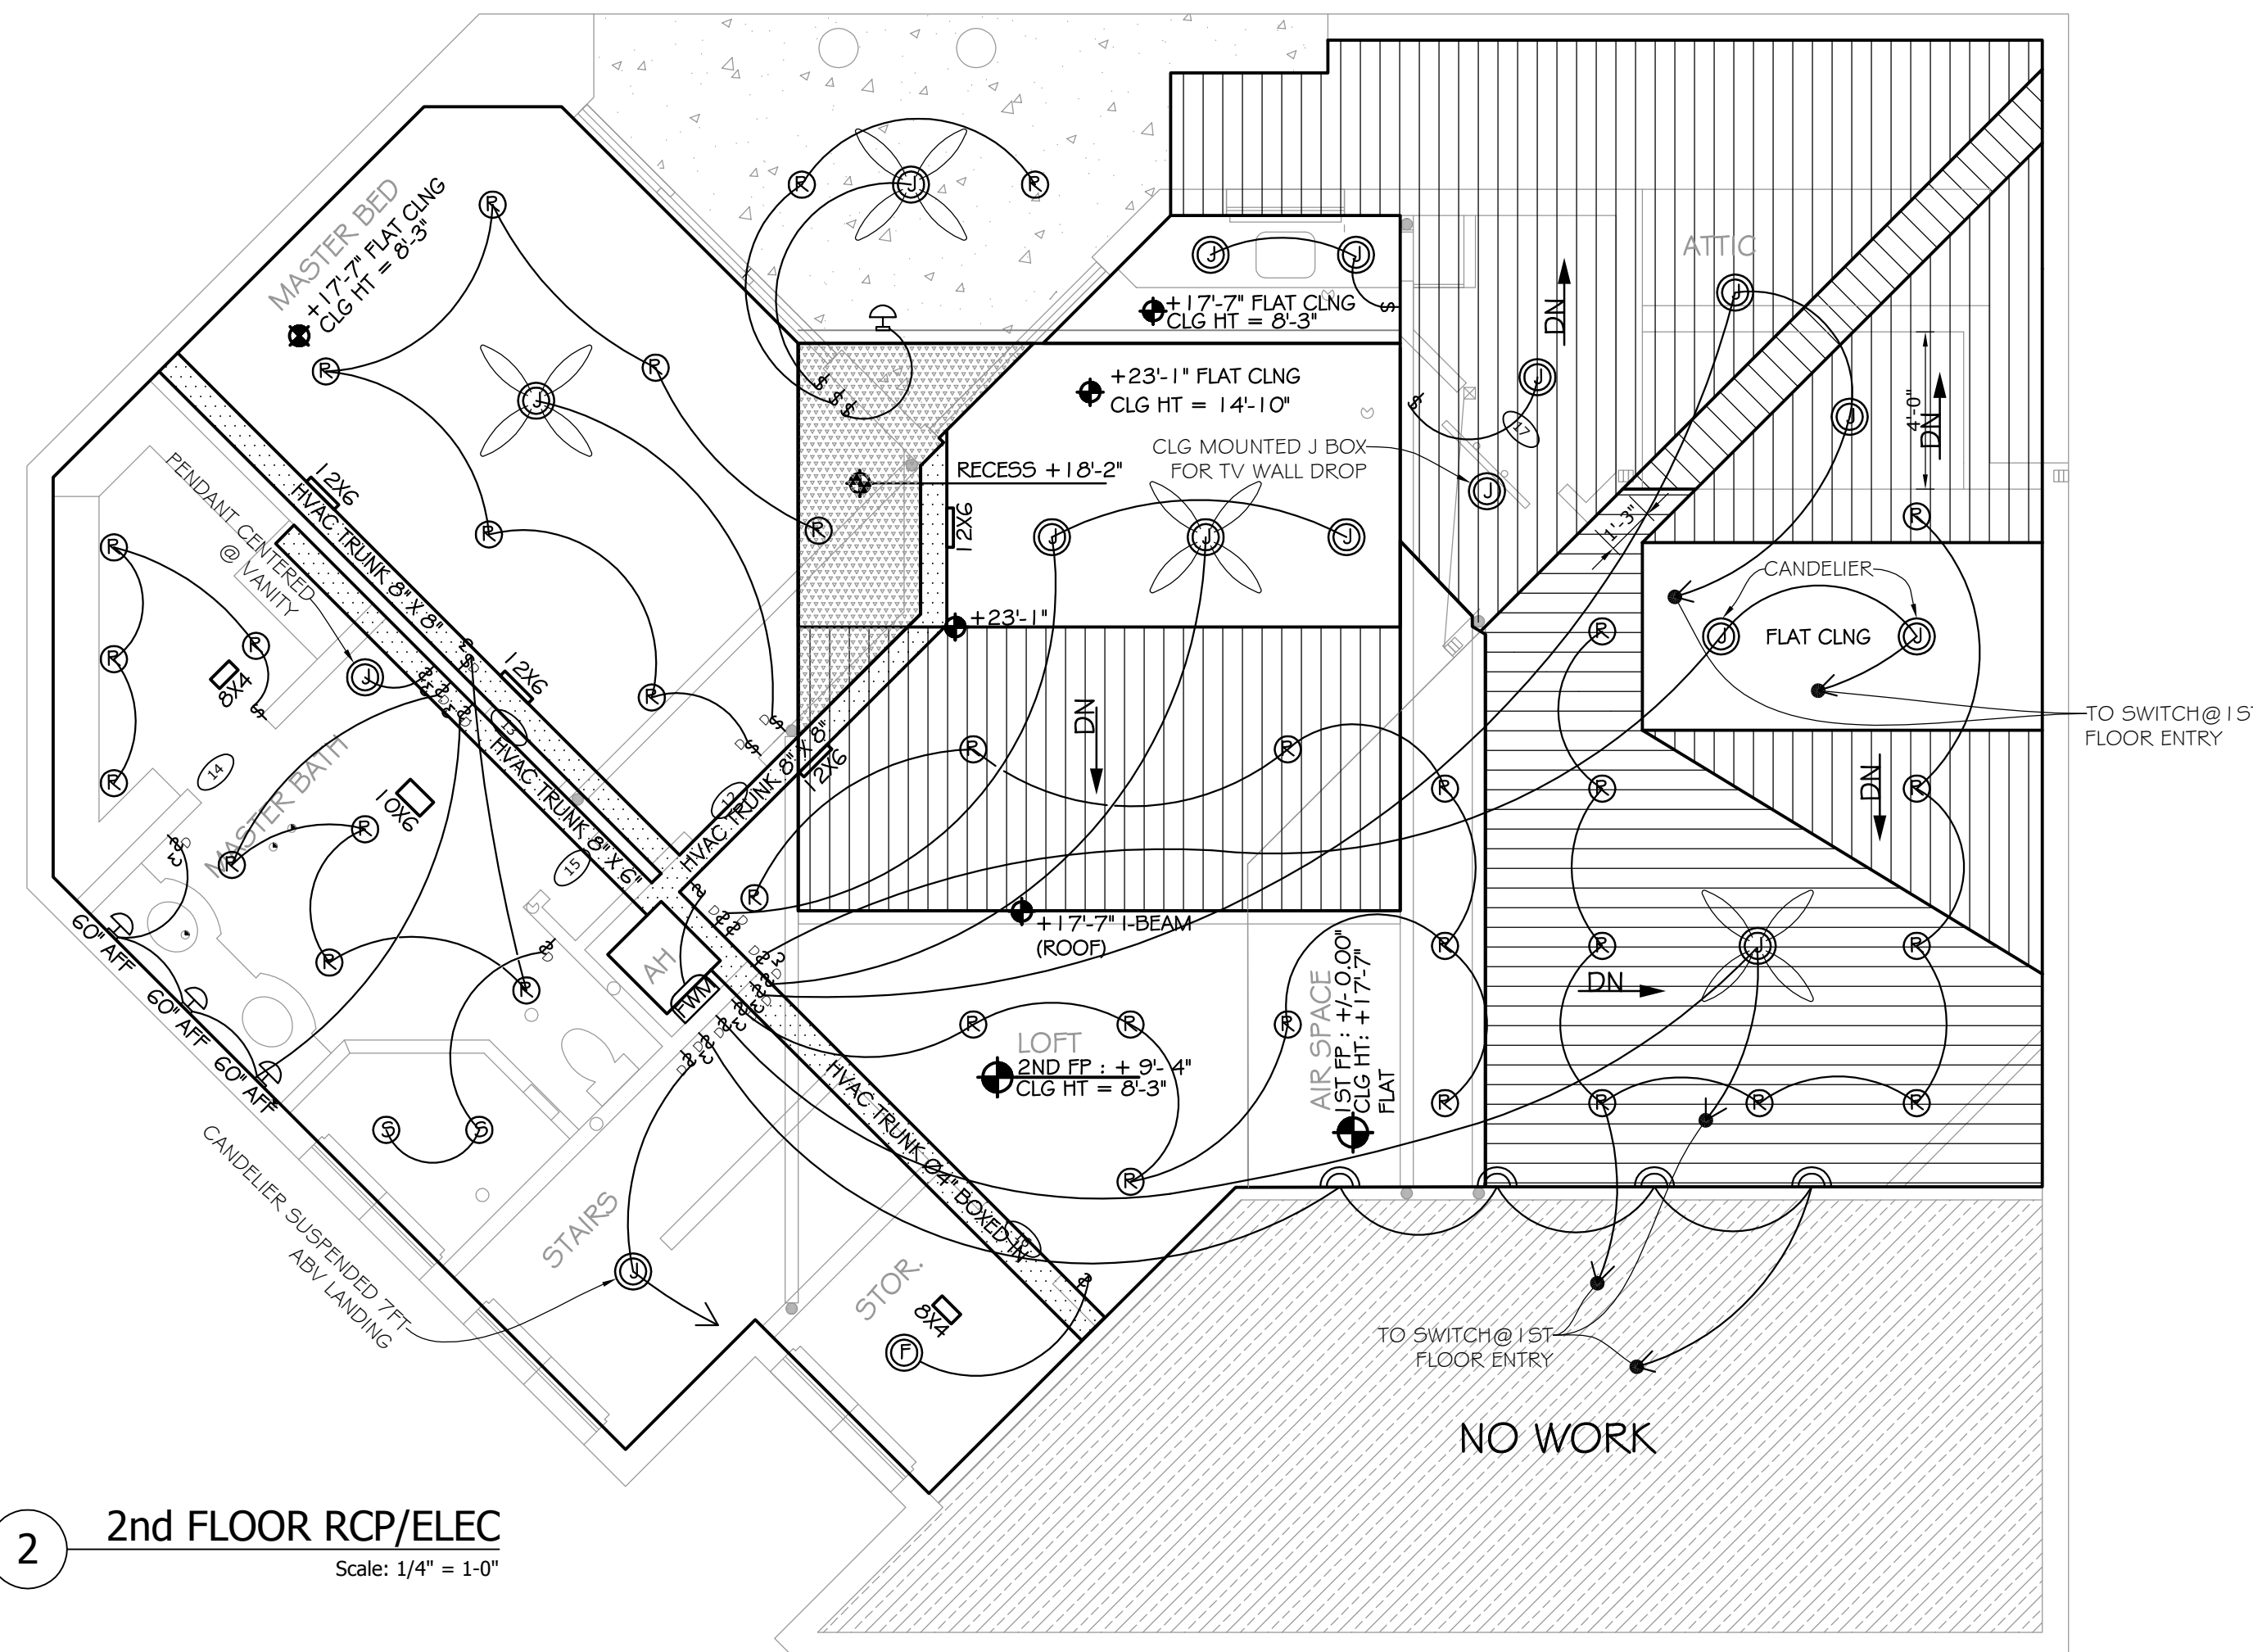 MASTER BED
+17'-7" FLAT CLNG
CLG HT = 8'-3"
PENDANT CENTERED
@ VANITY
12X6
HVAC TRUNK 8" X 8"
12X6
HVAC TRUNK 8" X 6"
13
8X4
14
MASTER BATH
10X6
15
12
HVAC TRUNK 8" X 8"
12X6
60" AFF
60" AFF
60" AFF
AH
FWM
CANDELIER SUSPENDED 7FT
ABV LANDING
STAIRS
STOR.
8X4
HVAC TRUNK Ø4" BOXED IN
+17'-7" FLAT CLNG
CLG HT = 8'-3"
+23'-1" FLAT CLNG
CLG HT = 14'-10"
CLG MOUNTED J BOX
FOR TV WALL DROP
RECESS +18'-2"
12X6
+23'-1"
DN
+17'-7" I-BEAM
(ROOF)
LOFT
2ND FP : + 9'- 4"
CLG HT = 8'-3"
AIR SPACE
1ST FP : +/-0.00"
CLG HT: +17'-7"
FLAT
ATTIC
DN
17
4'-0"
DN
1'-3"
CANDELIER
FLAT CLNG
TO SWITCH@1ST
FLOOR ENTRY
DN
DN
TO SWITCH@1ST
FLOOR ENTRY
NO WORK
2
2nd FLOOR RCP/ELEC
Scale: 1/4" = 1-0"